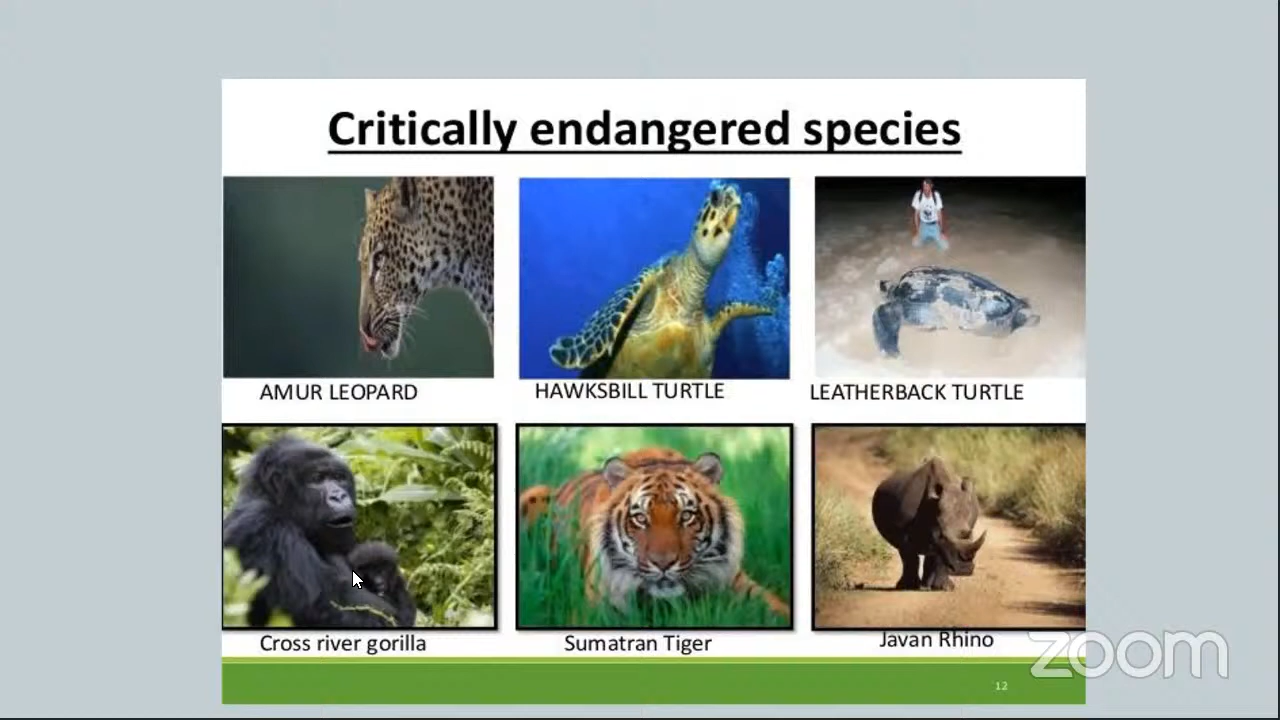 Critically endangered species
AMUR LEOPARD
HAWKSBILL TURTLE
LEATHERBACK TURTLE
Cross river gorilla
Sumatran Tiger
Javan Rhino
zoom
12